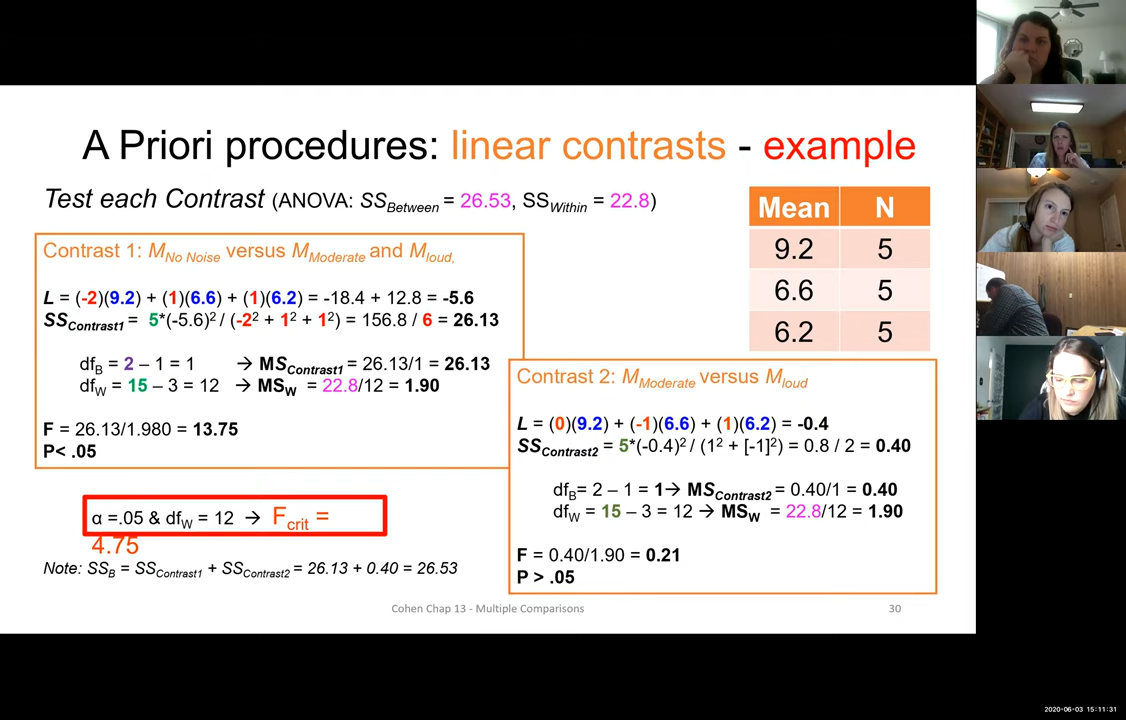 A Priori procedures: linear contrasts - example
Test each Contrast (ANOVA: SSBetween = 26.53, SSWithin = 22.8)
Mean N
9.2 5
6.6 5
6.2 5
Contrast 1: MNo Noise versus MModerate and Mloud,
L = (-2)(9.2) + (1)(6.6) + (1)(6.2) = -18.4 + 12.8 = -5.6
SSContrast1 = 5*(-5.6)² / (-2² + 1² + 1²) = 156.8 / 6 = 26.13
dfB = 2 – 1 = 1 → MSContrast1 = 26.13/1 = 26.13
dfW = 15 – 3 = 12 → MSW = 22.8/12 = 1.90
F = 26.13/1.980 = 13.75
P< .05
Contrast 2: MModerate versus Mloud
L = (0)(9.2) + (-1)(6.6) + (1)(6.2) = -0.4
SSContrast2 = 5*(-0.4)² / (1² + [-1]²) = 0.8 / 2 = 0.40
dfB= 2 – 1 = 1→ MSContrast2 = 0.40/1 = 0.40
dfW = 15 – 3 = 12 → MSW = 22.8/12 = 1.90
F = 0.40/1.90 = 0.21
P > .05
α =.05 & dfW = 12 → Fcrit =
4.75
Note: SSB = SSContrast1 + SSContrast2 = 26.13 + 0.40 = 26.53
Cohen Chap 13 - Multiple Comparisons
30
2020-06-03 15:11:31